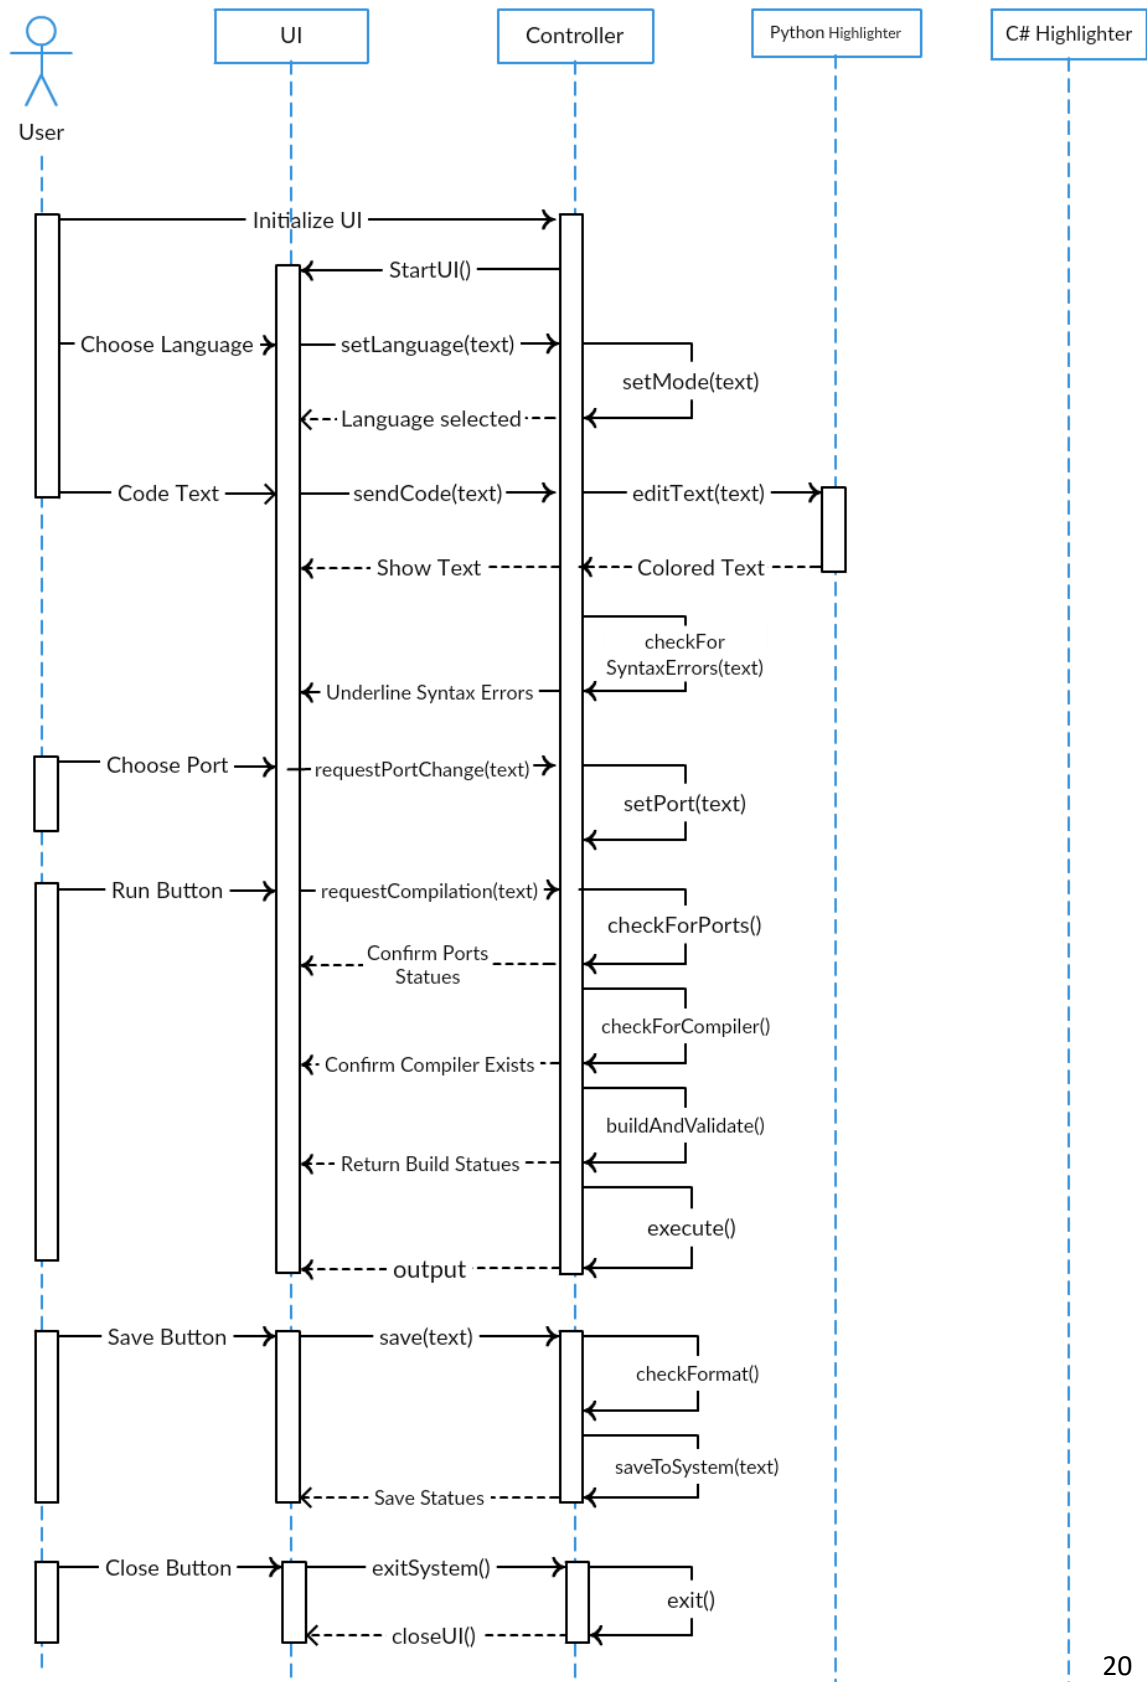 UI
Controller
Python Highlighter
C# Highlighter
User
Initialize UI
StartUI()
Choose Language
setLanguage(text)
setMode(text)
Language selected
Code Text
sendCode(text)
editText(text)
Show Text
Colored Text
checkFor
SyntaxErrors(text)
Underline Syntax Errors
Choose Port
requestPortChange(text)
setPort(text)
Run Button
requestCompilation(text)
checkForPorts()
Confirm Ports
Statues
checkForCompiler()
Confirm Compiler Exists
buildAndValidate()
Return Build Statues
execute()
output
Save Button
save(text)
checkFormat()
saveToSystem(text)
Save Statues
Close Button
exitSystem()
exit()
closeUI()
20